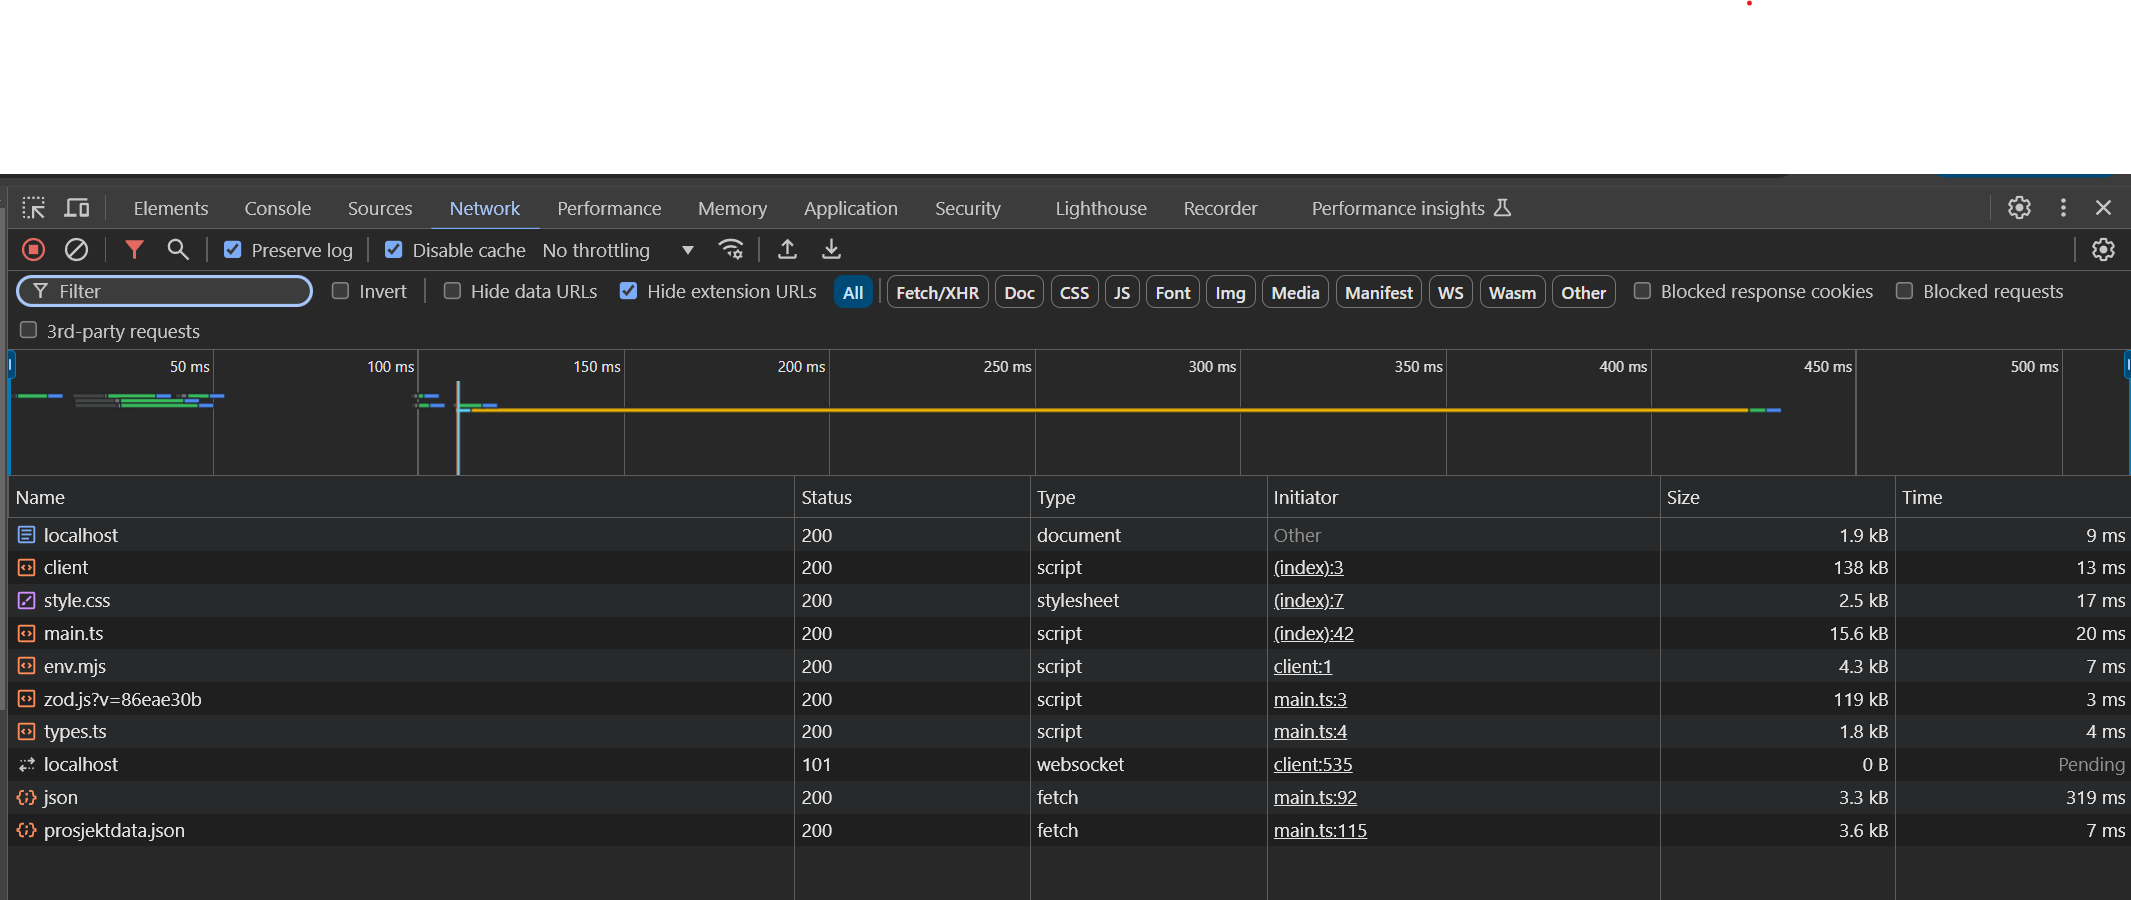 Elements Console Sources Network Performance Memory Application Security Lighthouse Recorder Performance insights
Preserve log Disable cache No throttling
Filter Invert Hide data URLs Hide extension URLs All Fetch/XHR Doc CSS JS Font Img Media Manifest WS Wasm Other Blocked response cookies Blocked requests
3rd-party requests
50 ms 100 ms 150 ms 200 ms 250 ms 300 ms 350 ms 400 ms 450 ms 500 ms
Name Status Type Initiator Size Time
localhost 200 document Other 1.9 kB 9 ms
client 200 script (index):3 138 kB 13 ms
style.css 200 stylesheet (index):7 2.5 kB 17 ms
main.ts 200 script (index):42 15.6 kB 20 ms
env.mjs 200 script client:1 4.3 kB 7 ms
zod.js?v=86eae30b 200 script main.ts:3 119 kB 3 ms
types.ts 200 script main.ts:4 1.8 kB 4 ms
localhost 101 websocket client:535 0 B Pending
json 200 fetch main.ts:92 3.3 kB 319 ms
prosjektdata.json 200 fetch main.ts:115 3.6 kB 7 ms